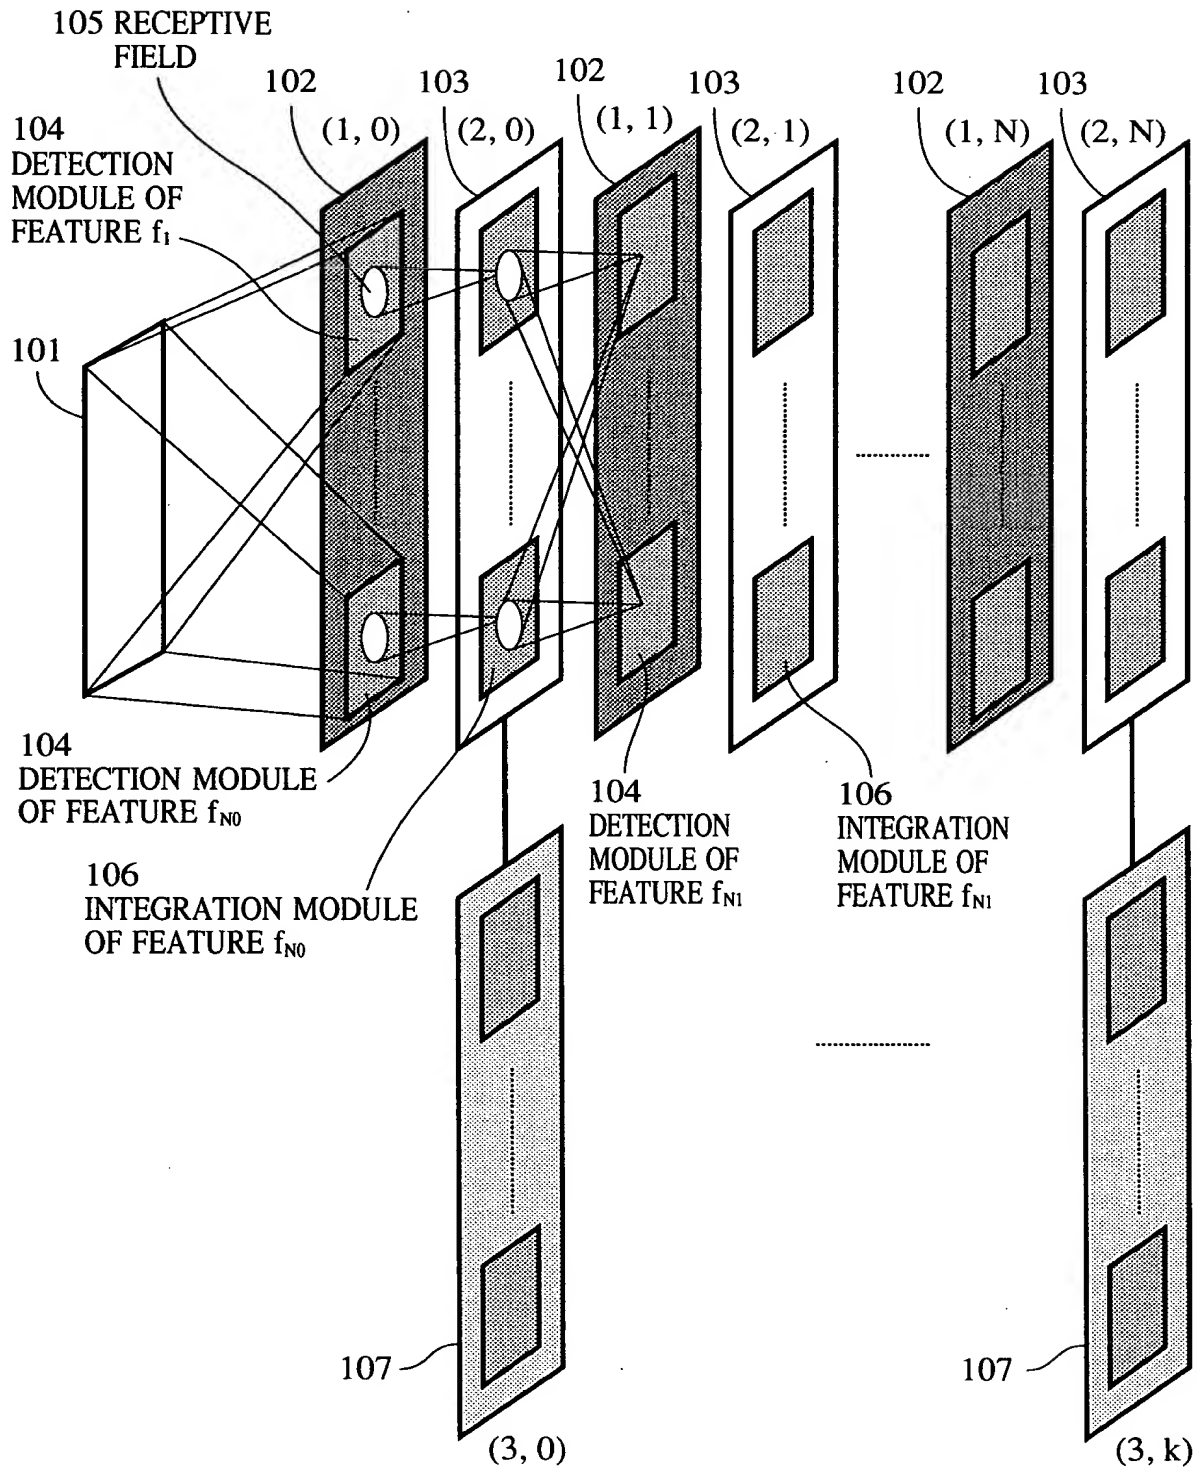 105 RECEPTIVE
FIELD
102
103
102
103
102
103
(1, 0)
(2, 0)
(1, 1)
(2, 1)
(1, N)
(2, N)
104
DETECTION
MODULE OF
FEATURE f₁
101
104
DETECTION MODULE
OF FEATURE fN0
106
INTEGRATION MODULE
OF FEATURE fN0
104
DETECTION
MODULE OF
FEATURE fN1
106
INTEGRATION
MODULE OF
FEATURE fN1
107
107
(3, 0)
(3, k)